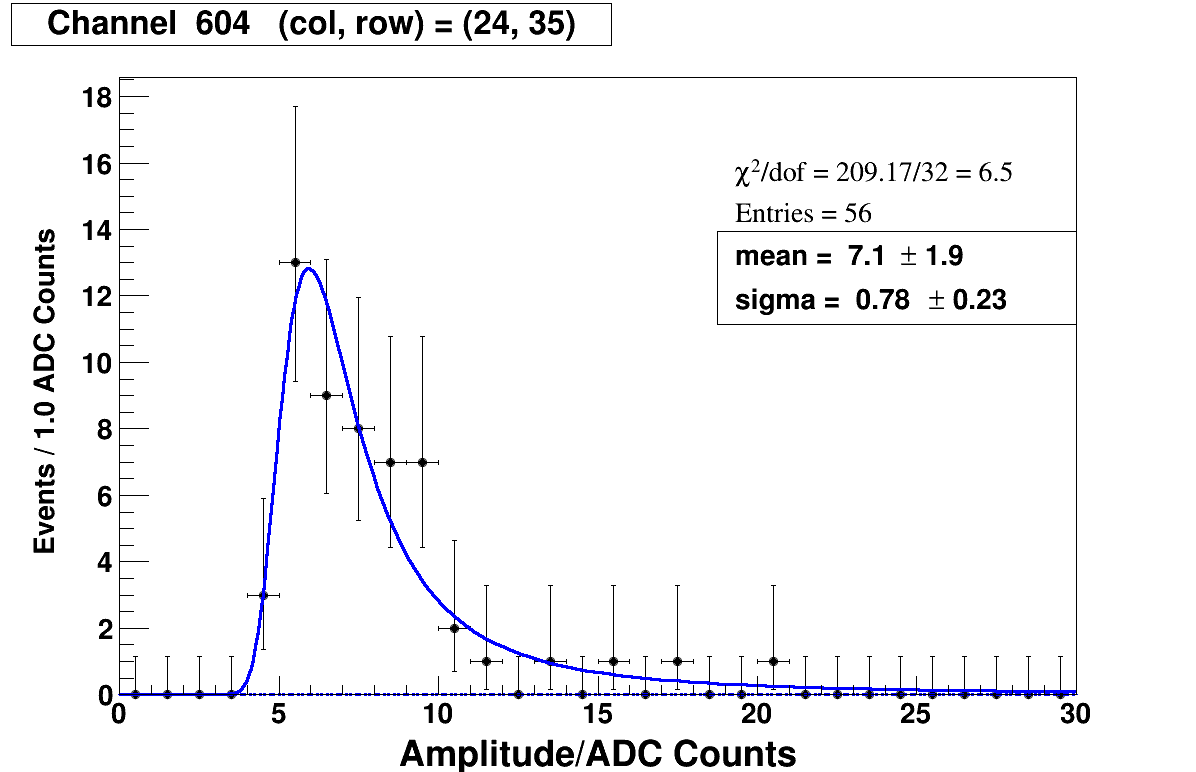 Channel 604 (col, row) = (24, 35)
18
16
14
12
10
8
6
4
2
0
Events / 1.0 ADC Counts
χ²/dof = 209.17/32 = 6.5
Entries = 56
mean = 7.1 ± 1.9
sigma = 0.78 ± 0.23
0 5 10 15 20 25 30
Amplitude/ADC Counts